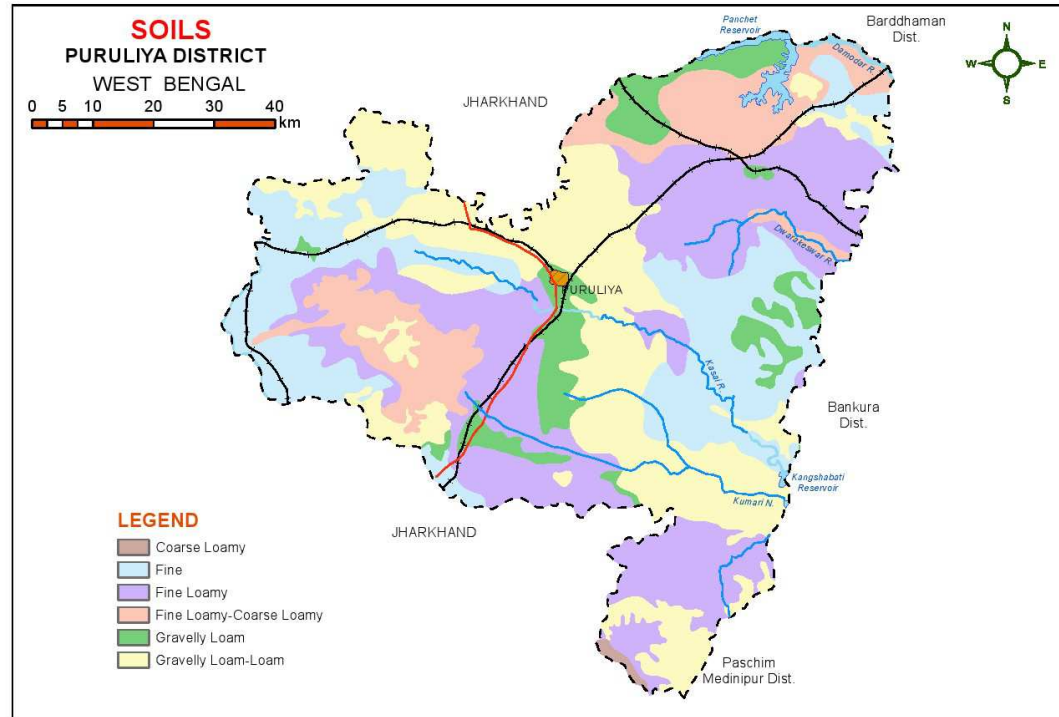 SOILS
PURULIYA DISTRICT
WEST BENGAL
0 5 10 20 30 40
km
Panchet
Reservoir
Barddhaman
Dist.
Damodar R.
N
W E
S
JHARKHAND
Dwarakeswar R.
PURULIYA
Kasai R.
Bankura
Dist.
Kangshabati
Reservoir
Kumari N.
JHARKHAND
LEGEND
Coarse Loamy
Fine
Fine Loamy
Fine Loamy-Coarse Loamy
Gravelly Loam
Gravelly Loam-Loam
Paschim
Medinipur Dist.